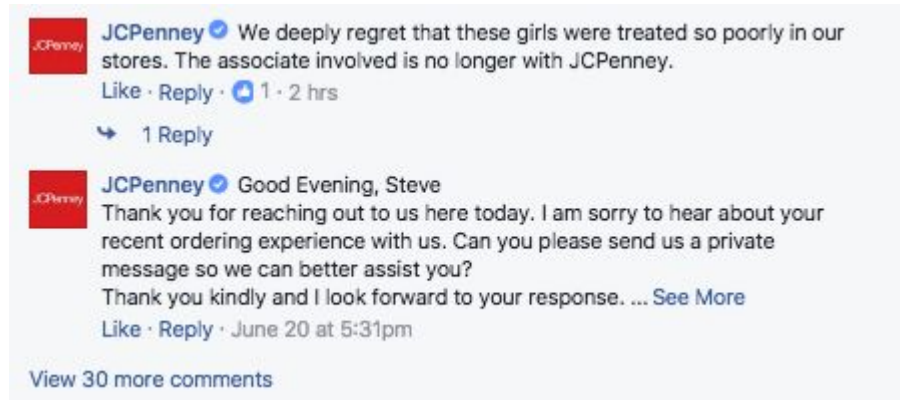 JCPenney
JCPenney We deeply regret that these girls were treated so poorly in our
stores. The associate involved is no longer with JCPenney.
Like · Reply · 1 · 2 hrs
1 Reply
JCPenney
JCPenney Good Evening, Steve
Thank you for reaching out to us here today. I am sorry to hear about your
recent ordering experience with us. Can you please send us a private
message so we can better assist you?
Thank you kindly and I look forward to your response. ... See More
Like · Reply · June 20 at 5:31pm
View 30 more comments